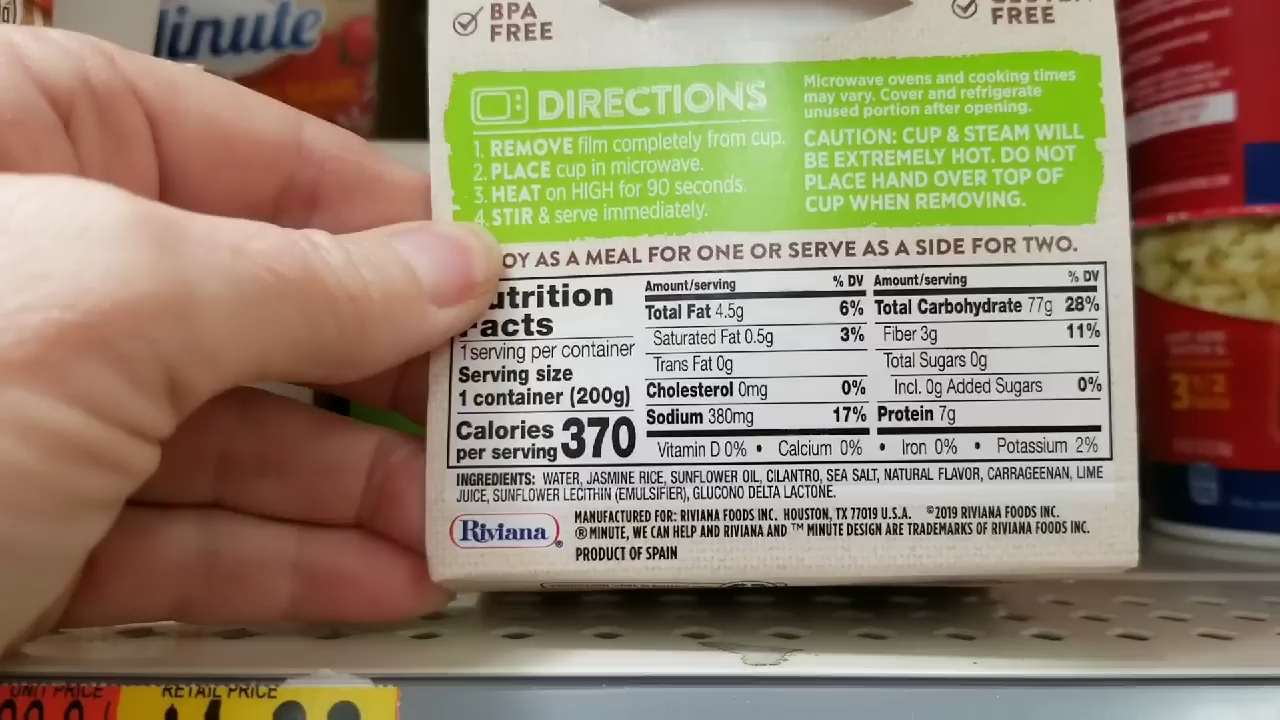 inute
BPA
FREE
FREE
DIRECTIONS
1. REMOVE film completely from cup.
2. PLACE cup in microwave.
3. HEAT on HIGH for 90 seconds.
4. STIR & serve immediately.
Microwave ovens and cooking times
may vary. Cover and refrigerate
unused portion after opening.
CAUTION: CUP & STEAM WILL
BE EXTREMELY HOT. DO NOT
PLACE HAND OVER TOP OF
CUP WHEN REMOVING.
OY AS A MEAL FOR ONE OR SERVE AS A SIDE FOR TWO.
utrition
acts
1 serving per container
Serving size
1 container (200g)
Calories
per serving 370
Amount/serving % DV
Total Fat 4.5g 6%
Saturated Fat 0.5g 3%
Trans Fat 0g
Cholesterol 0mg 0%
Sodium 380mg 17%
Amount/serving % DV
Total Carbohydrate 77g 28%
Fiber 3g 11%
Total Sugars 0g
Incl. 0g Added Sugars 0%
Protein 7g
Vitamin D 0% • Calcium 0% • Iron 0% • Potassium 2%
INGREDIENTS: WATER, JASMINE RICE, SUNFLOWER OIL, CILANTRO, SEA SALT, NATURAL FLAVOR, CARRAGEENAN, LIME
JUICE, SUNFLOWER LECITHIN (EMULSIFIER), GLUCONO DELTA LACTONE.
Riviana®
MANUFACTURED FOR: RIVIANA FOODS INC. HOUSTON, TX 77019 U.S.A. ©2019 RIVIANA FOODS INC.
® MINUTE, WE CAN HELP AND RIVIANA AND ™ MINUTE DESIGN ARE TRADEMARKS OF RIVIANA FOODS INC.
PRODUCT OF SPAIN
UNIT PRICE
RETAIL PRICE